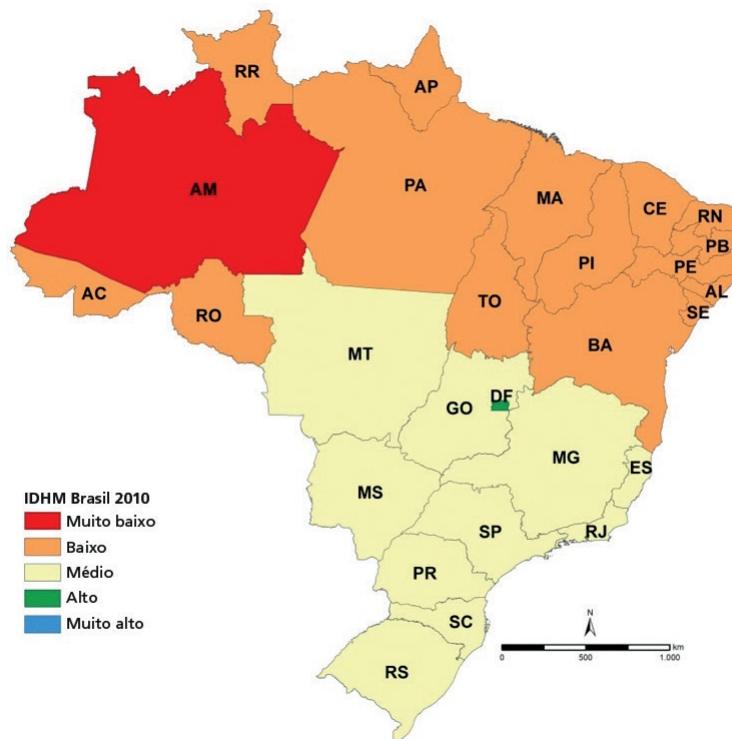 RR
AP
AM
PA
MA
CE
RN
PB
PE
PI
AL
SE
AC
RO
TO
BA
MT
DF
GO
MG
ES
MS
SP
RJ
PR
SC
RS
IDHM Brasil 2010
Muito baixo
Baixo
Médio
Alto
Muito alto
N
km
0 500 1.000